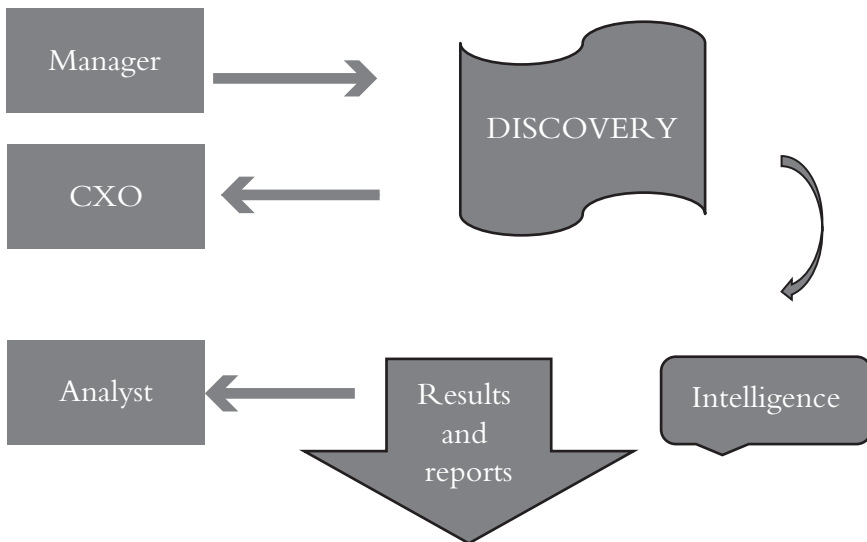 Manager
DISCOVERY
CXO
Analyst
Results
and
reports
Intelligence